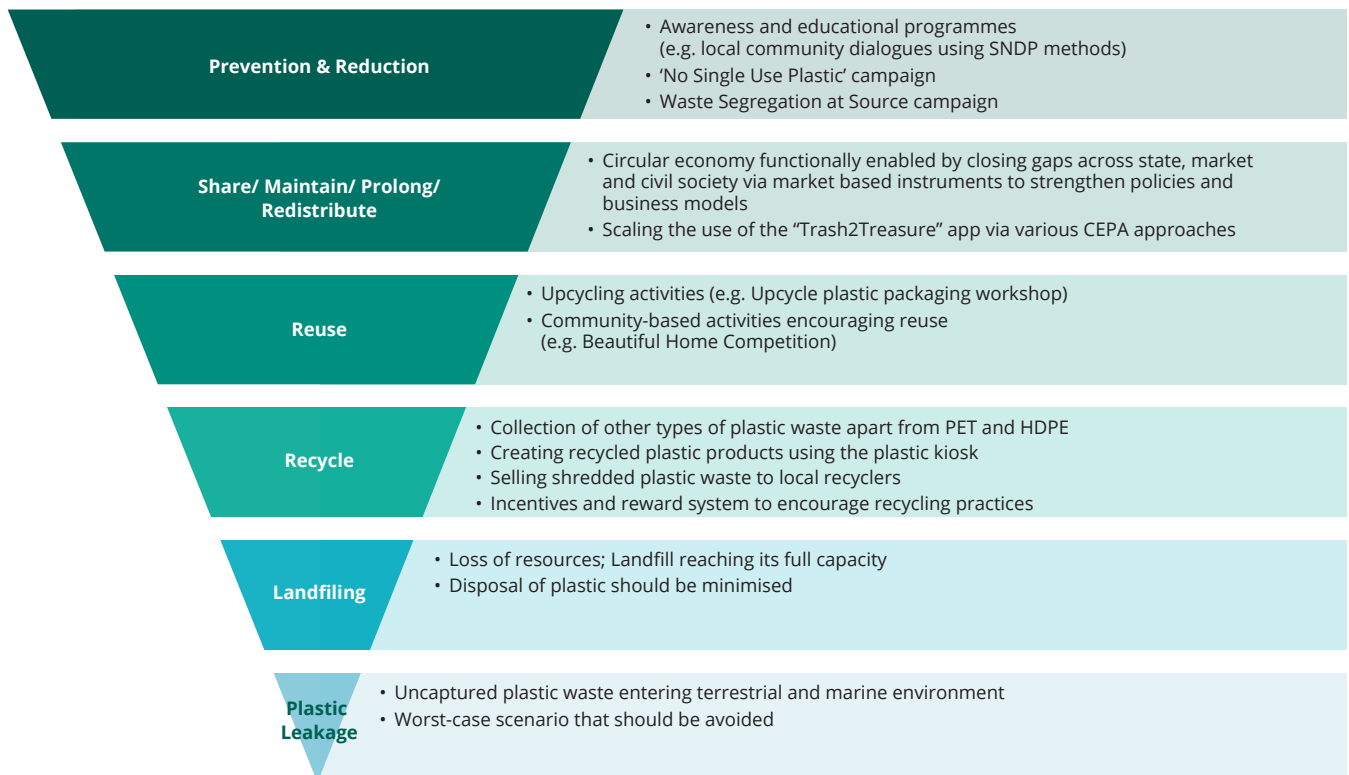 Prevention & Reduction
• Awareness and educational programmes
(e.g. local community dialogues using SNDP methods)
• ‘No Single Use Plastic’ campaign
• Waste Segregation at Source campaign
Share/ Maintain/ Prolong/
Redistribute
• Circular economy functionally enabled by closing gaps across state, market
and civil society via market based instruments to strengthen policies and
business models
• Scaling the use of the “Trash2Treasure” app via various CEPA approaches
Reuse
• Upcycling activities (e.g. Upcycle plastic packaging workshop)
• Community-based activities encouraging reuse
(e.g. Beautiful Home Competition)
Recycle
• Collection of other types of plastic waste apart from PET and HDPE
• Creating recycled plastic products using the plastic kiosk
• Selling shredded plastic waste to local recyclers
• Incentives and reward system to encourage recycling practices
Landfiling
• Loss of resources; Landfill reaching its full capacity
• Disposal of plastic should be minimised
Plastic
Leakage
• Uncaptured plastic waste entering terrestrial and marine environment
• Worst-case scenario that should be avoided